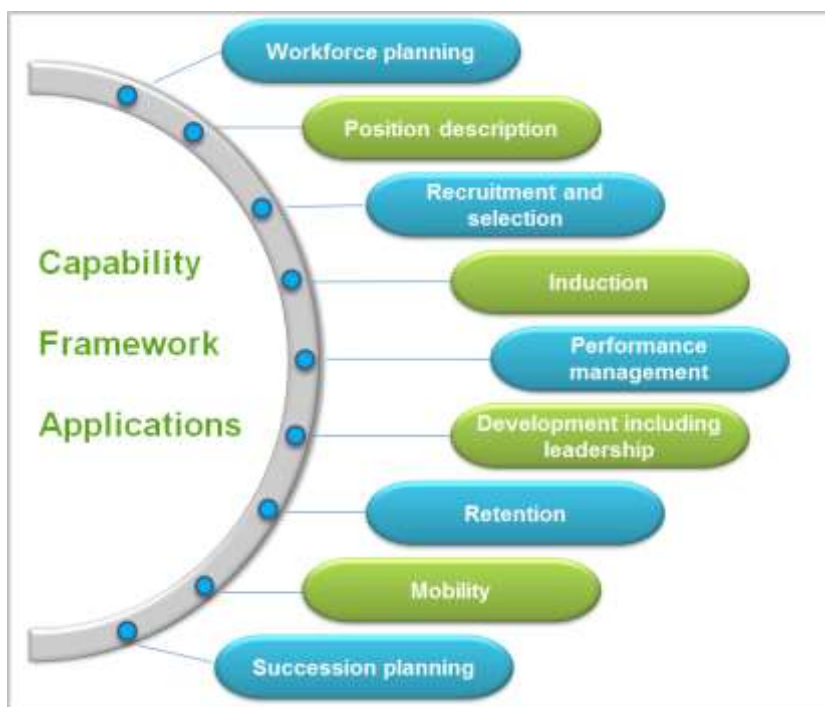 Workforce planning
Position description
Recruitment and
selection
Capability
Induction
Framework
Performance
management
Applications
Development including
leadership
Retention
Mobility
Succession planning